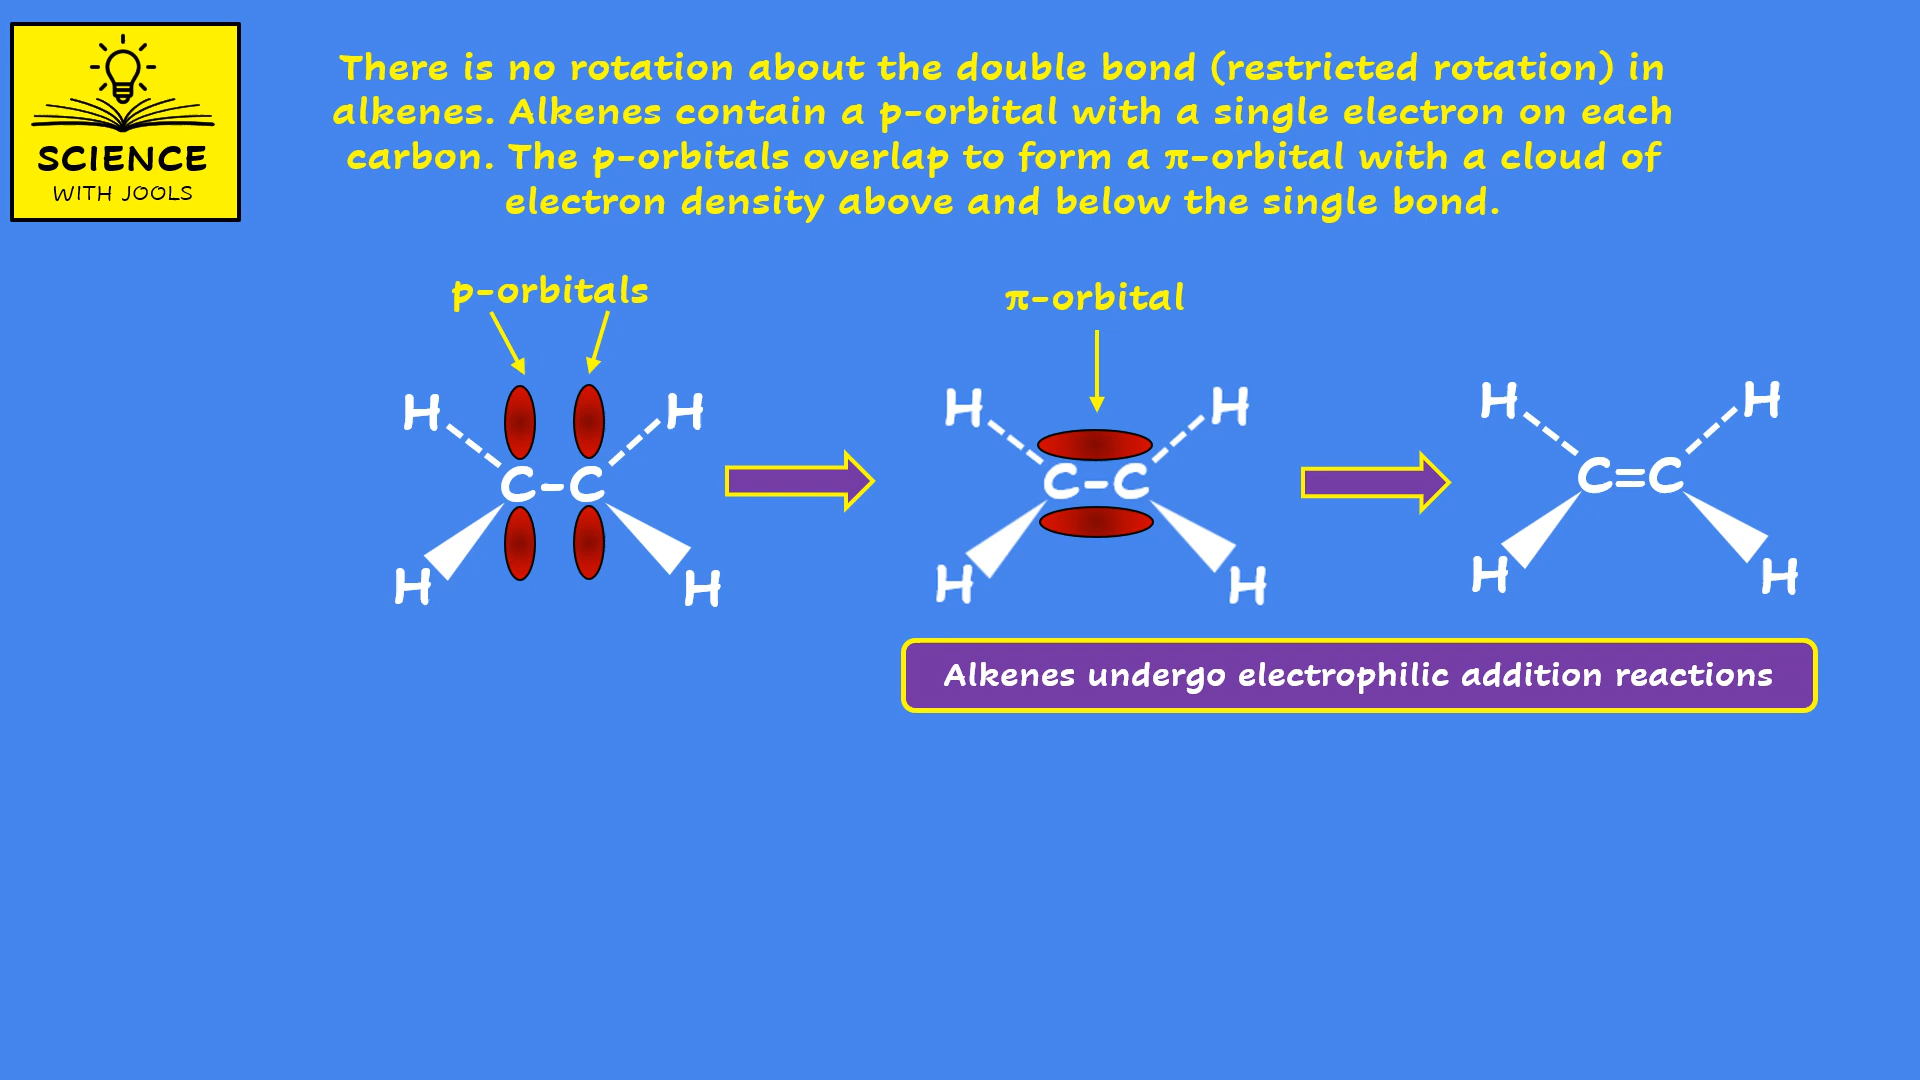 SCIENCE
WITH JOOLS
There is no rotation about the double bond (restricted rotation) in
alkenes. Alkenes contain a p-orbital with a single electron on each
carbon. The p-orbitals overlap to form a π-orbital with a cloud of
electron density above and below the single bond.
p-orbitals
π-orbital
H H
C-C
H H
H H
C-C
H H
H H
C=C
H H
Alkenes undergo electrophilic addition reactions